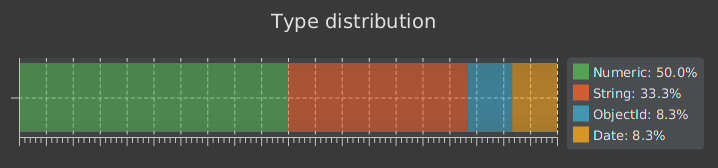 Type distribution
Numeric: 50.0%
String: 33.3%
ObjectId: 8.3%
Date: 8.3%